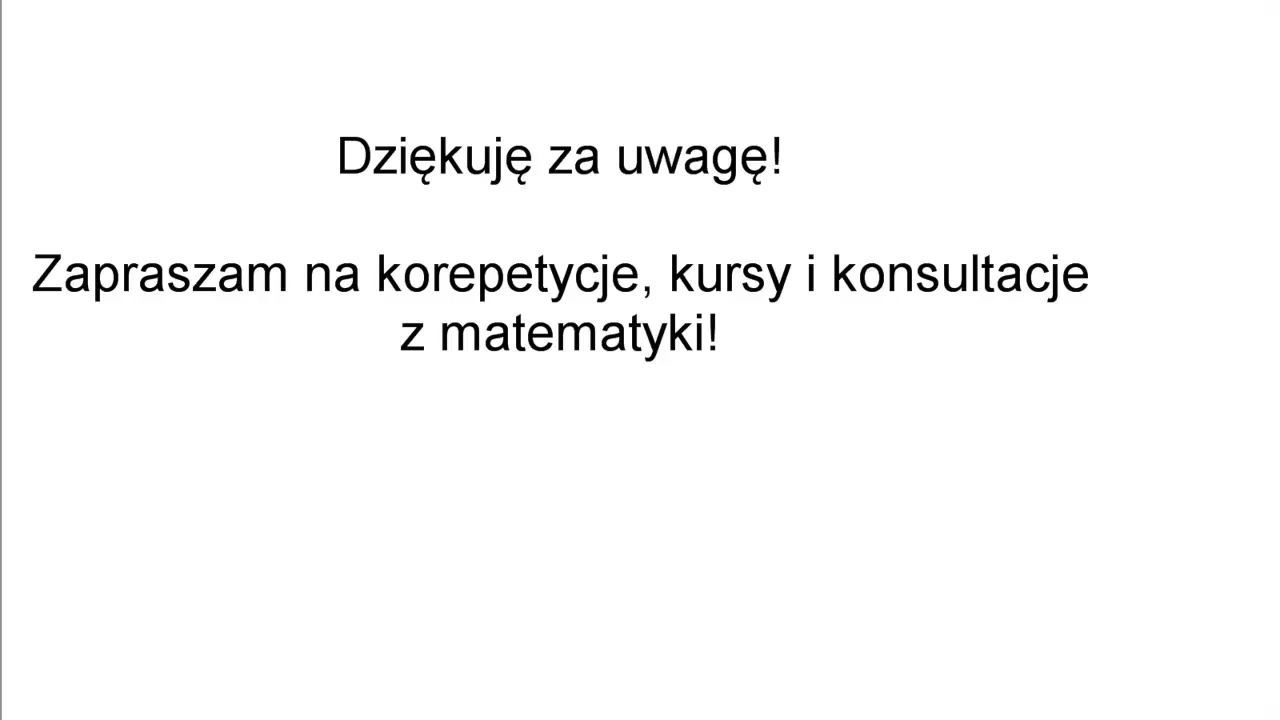 Dziękuję za uwagę!
Zapraszam na korepetycje, kursy i konsultacje
z matematyki!